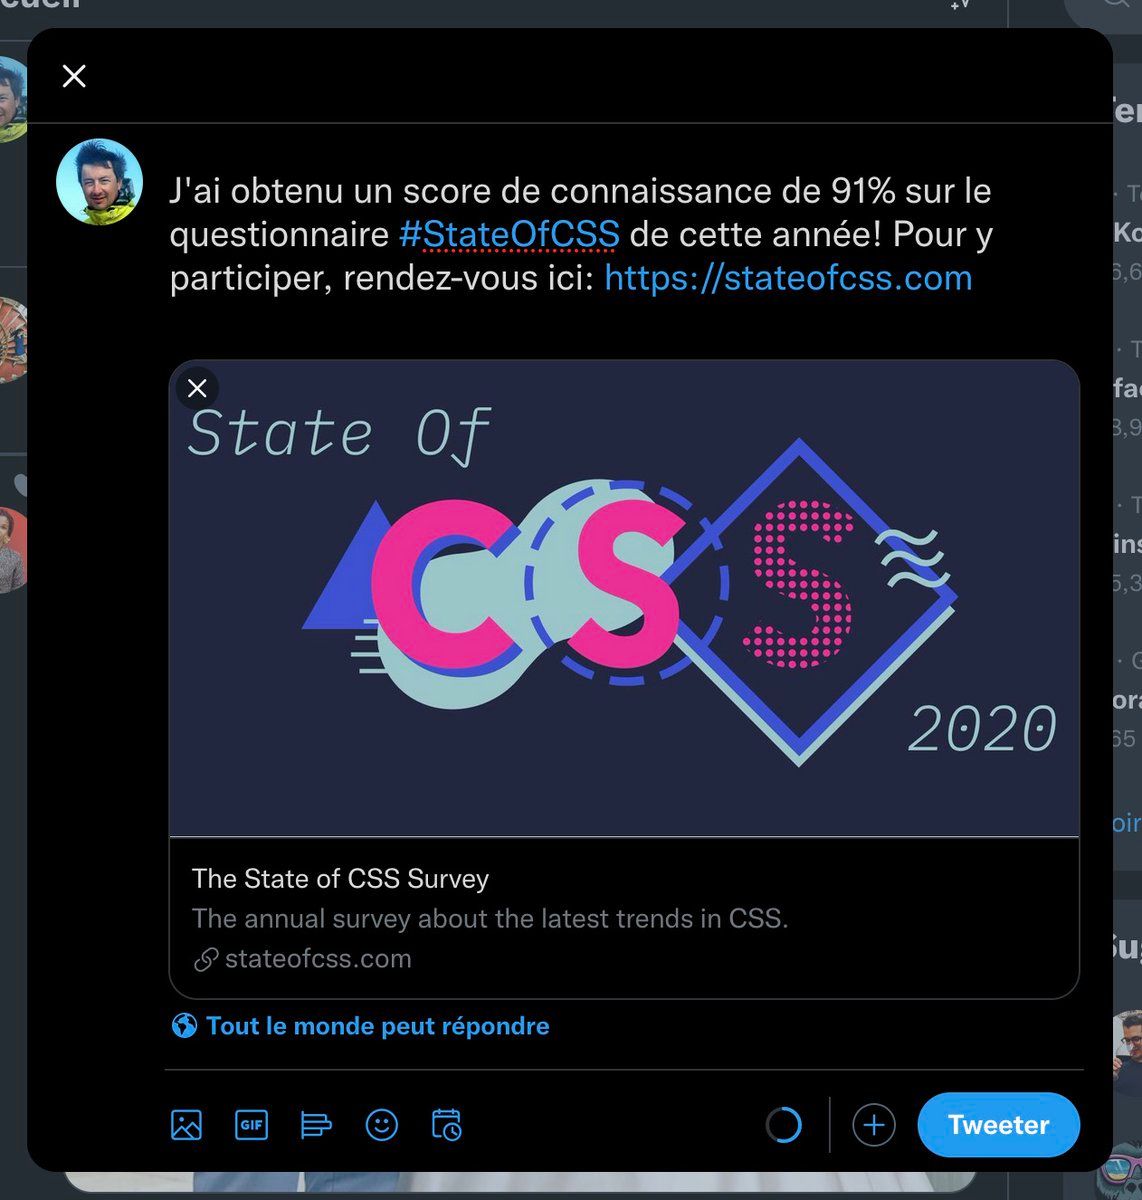 J'ai obtenu un score de connaissance de 91% sur le
questionnaire #StateOfCSS de cette année! Pour y
participer, rendez-vous ici: https://stateofcss.com
State Of
CSS
2020
The State of CSS Survey
The annual survey about the latest trends in CSS.
stateofcss.com
Tout le monde peut répondre
GIF
Tweeter